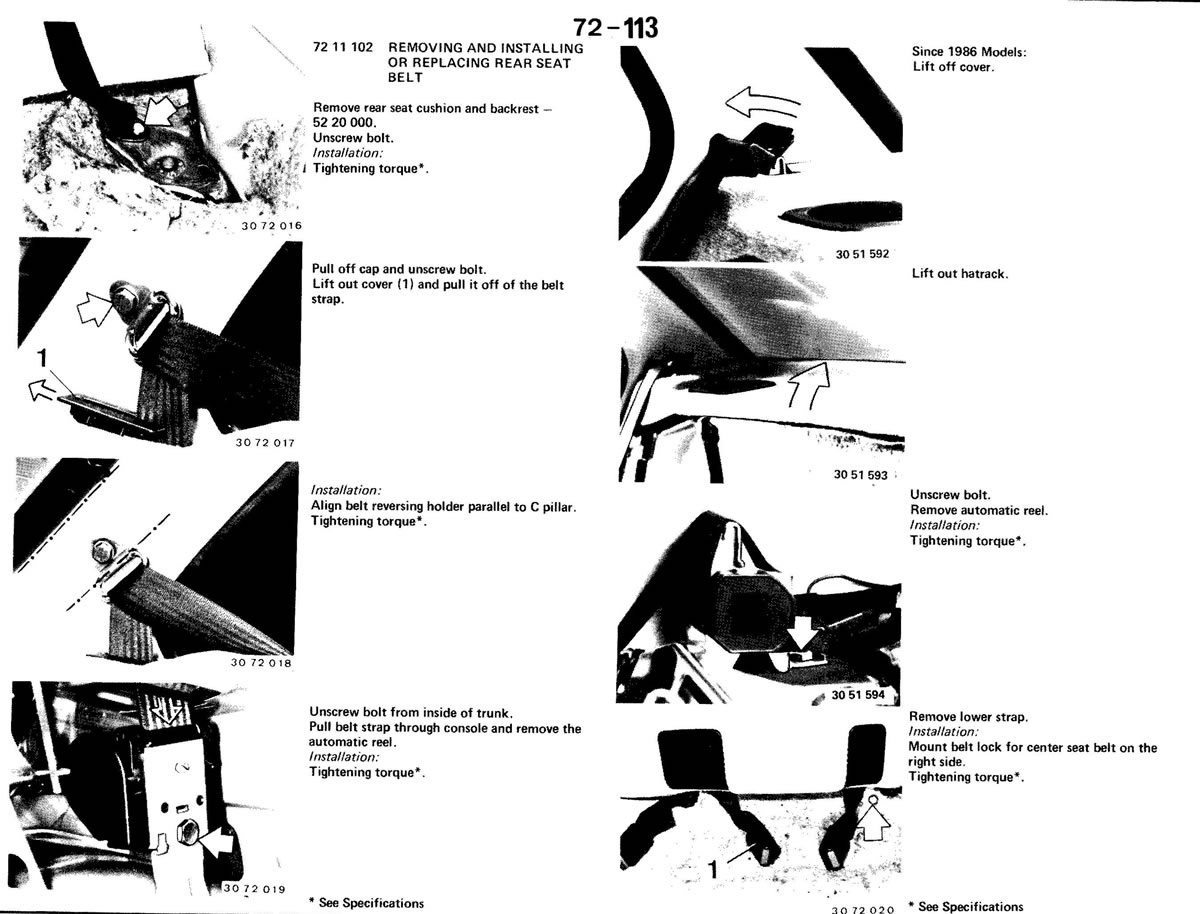 72-113
72 11 102 REMOVING AND INSTALLING
OR REPLACING REAR SEAT
BELT
Remove rear seat cushion and backrest —
52 20 000.
Unscrew bolt.
Installation:
Tightening torque*.
30 72 016
Pull off cap and unscrew bolt.
Lift out cover (1) and pull it off of the belt
strap.
1
30 72 017
Installation:
Align belt reversing holder parallel to C pillar.
Tightening torque*.
30 72 018
Unscrew bolt from inside of trunk.
Pull belt strap through console and remove the
automatic reel.
Installation:
Tightening torque*.
30 72 019
* See Specifications
Since 1986 Models:
Lift off cover.
30 51 592
Lift out hatrack.
30 51 593
Unscrew bolt.
Remove automatic reel.
Installation:
Tightening torque*.
30 51 594
Remove lower strap.
Installation:
Mount belt lock for center seat belt on the
right side.
Tightening torque*.
1
30 72 020
* See Specifications